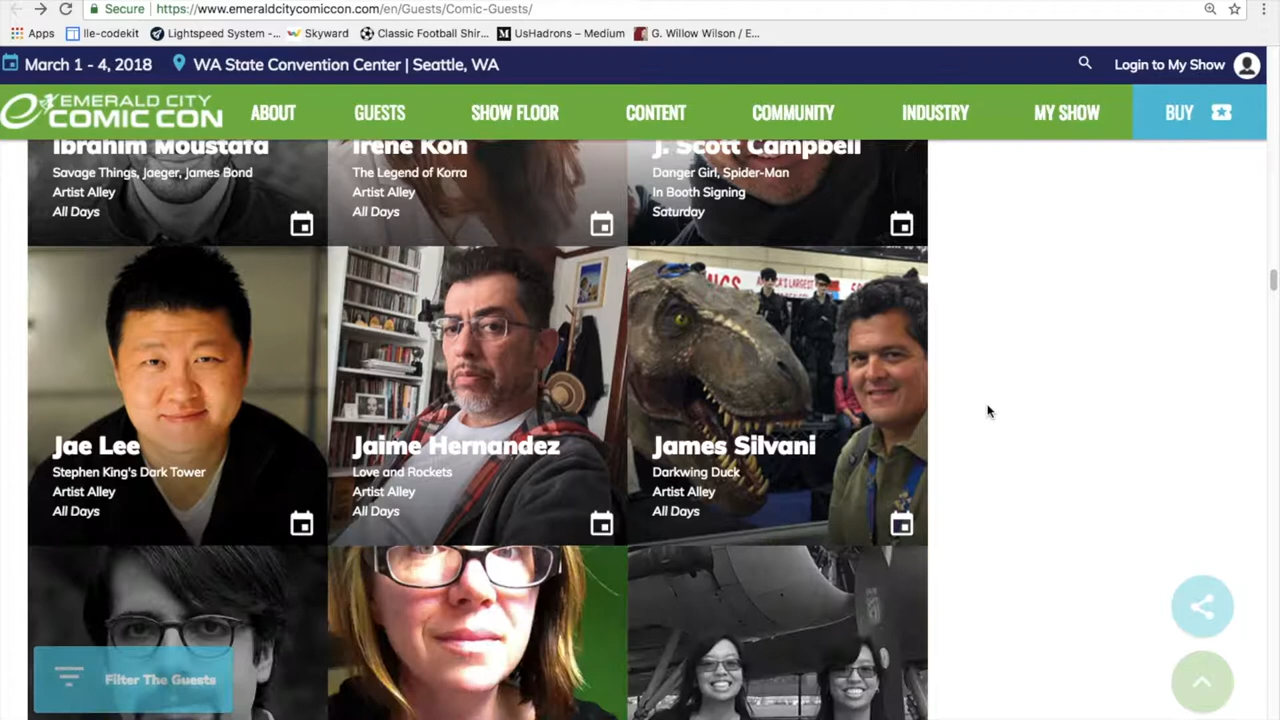 Secure
https://www.emeraldcitycomiccon.com/en/Guests/Comic-Guests/
Apps
lle-codekit
Lightspeed System -...
Skyward
Classic Football Shir...
UsHadrons – Medium
G. Willow Wilson / E...
March 1 - 4, 2018
WA State Convention Center | Seattle, WA
Login to My Show
EMERALD CITY
COMIC CON
ABOUT
GUESTS
SHOW FLOOR
CONTENT
COMMUNITY
INDUSTRY
MY SHOW
BUY
Ibrahim Moustafa
Savage Things, Jaeger, James Bond
Artist Alley
All Days
Irene Koh
The Legend of Korra
Artist Alley
All Days
J. Scott Campbell
Danger Girl, Spider-Man
In Booth Signing
Saturday
Jae Lee
Stephen King's Dark Tower
Artist Alley
All Days
Jaime Hernandez
Love and Rockets
Artist Alley
All Days
James Silvani
Darkwing Duck
Artist Alley
All Days
Filter The Guests